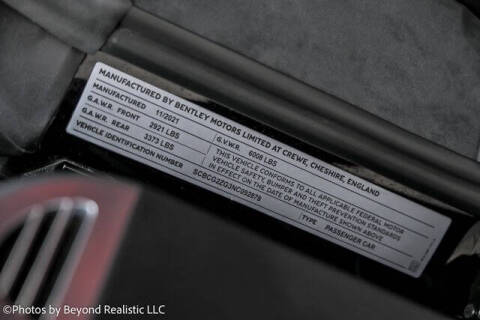 MANUFACTURED BY BENTLEY MOTORS LIMITED AT CREWE, CHESHIRE, ENGLAND
MANUFACTURED 11/2021 G.V.W.R. 6008 LBS
G.A.W.R. FRONT 2921 LBS THIS VEHICLE CONFORMS TO ALL APPLICABLE FEDERAL MOTOR
G.A.W.R. REAR 3373 LBS VEHICLE SAFETY, BUMPER AND THEFT PREVENTION STANDARDS
IN EFFECT ON THE DATE OF MANUFACTURE SHOWN ABOVE
VEHICLE IDENTIFICATION NUMBER SCBCG2ZG3NC092879 TYPE PASSENGER CAR
©Photos by Beyond Realistic LLC